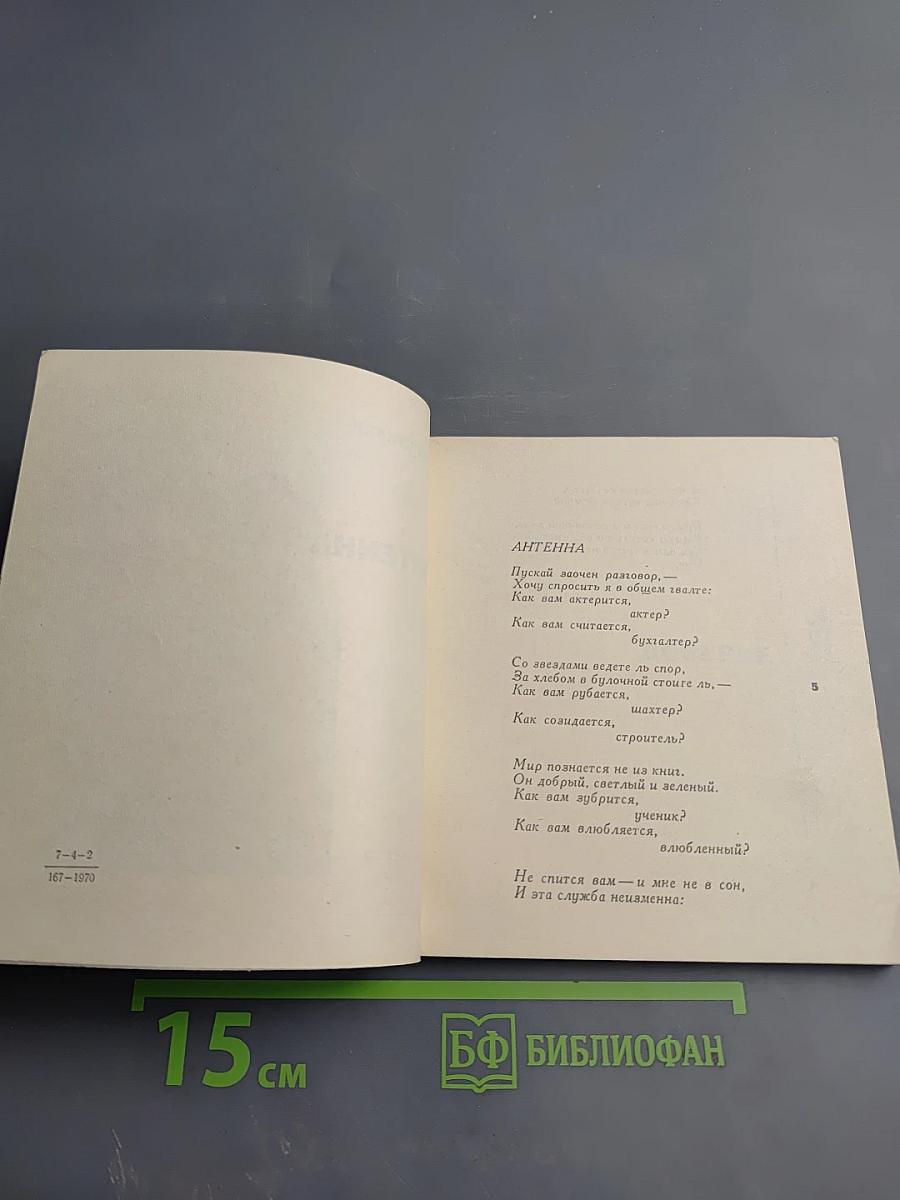 7—4—2
167—1970
АНТЕННА
Пускай заочен разговор,—
Хочу спросить я в общем гвалте:
Как вам актерится,
актер?
Как вам считается,
бухгалтер?
Со звездами ведете ль спор,
За хлебом в булочной стоите ль,—
Как вам рубается,
шахтер?
Как созидается,
строитель?
5
Мир познается не из книг.
Он добрый, светлый и зеленый.
Как вам зубрится,
ученик?
Как вам влюбляется,
влюбленный?
Не спится вам—и мне не в сон,
И эта служба неизменна:
15 см
БФ БИБЛИОФАН